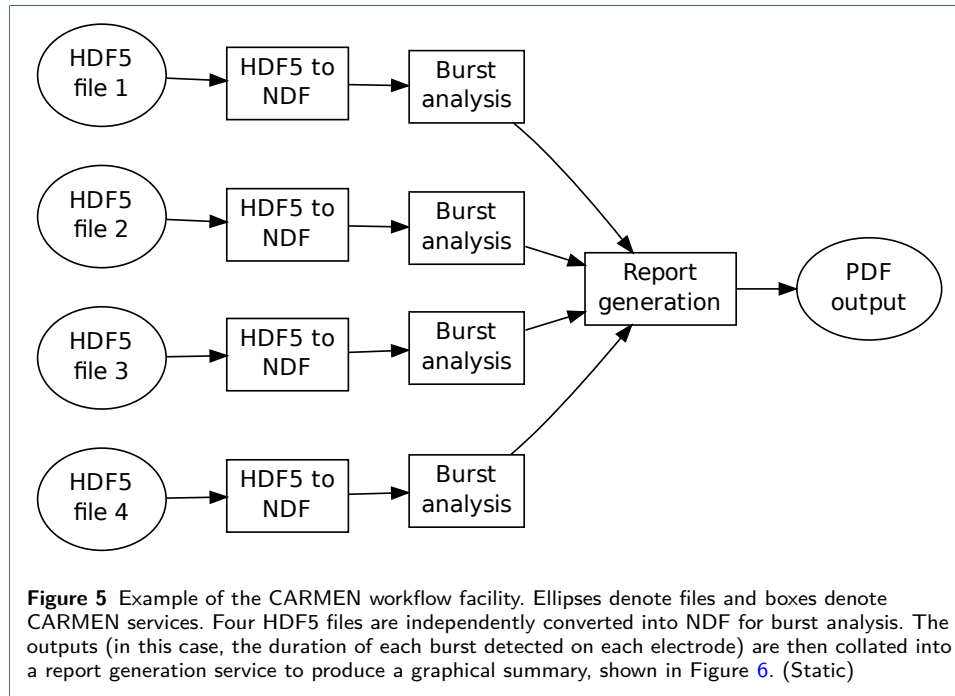 HDF5
file 1
HDF5 to
NDF
Burst
analysis
HDF5
file 2
HDF5 to
NDF
Burst
analysis
Report
generation
PDF
output
HDF5
file 3
HDF5 to
NDF
Burst
analysis
HDF5
file 4
HDF5 to
NDF
Burst
analysis
Figure 5 Example of the CARMEN workflow facility. Ellipses denote files and boxes denote
CARMEN services. Four HDF5 files are independently converted into NDF for burst analysis. The
outputs (in this case, the duration of each burst detected on each electrode) are then collated into
a report generation service to produce a graphical summary, shown in Figure 6. (Static)